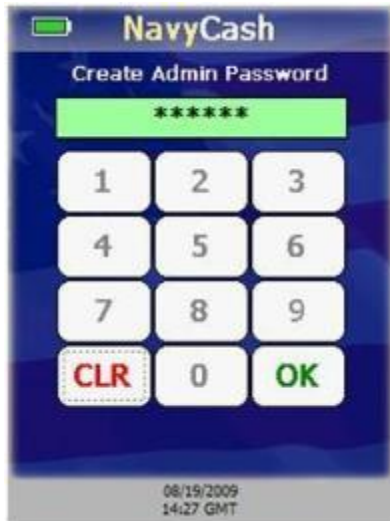 NavyCash
Create Admin Password
******
1 2 3
4 5 6
7 8 9
CLR 0 OK
08/19/2009
14:27 GMT